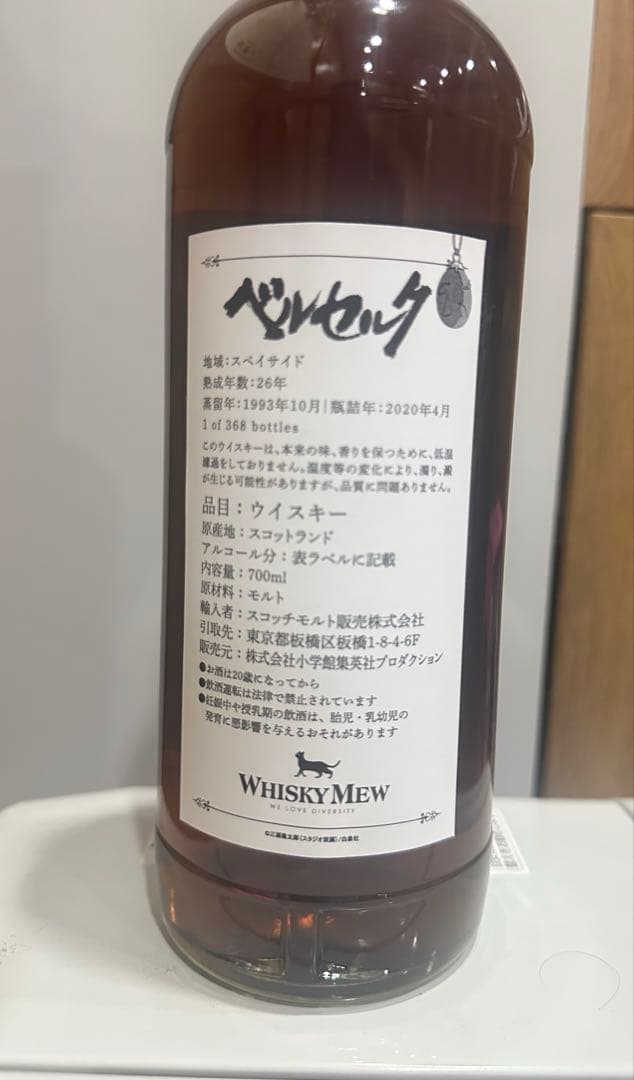 ベルセルク
地域:スペイサイド
熟成年数:26年
蒸留年:1993年10月|瓶詰年:2020年4月
1 of 368 bottles
このウイスキーは、本来の味、香りを保つために、低温
濾過をしておりません。温度等の変化により、濁り、澱
が生じる可能性がありますが、品質に問題ありません。
品目:ウイスキー
原産地:スコットランド
アルコール分:表ラベルに記載
内容量:700ml
原材料:モルト
輸入者:スコッチモルト販売株式会社
引取先:東京都板橋区板橋1-8-4-6F
販売元:株式会社小学館集英社プロダクション
●お酒は20歳になってから
●飲酒運転は法律で禁止されています
●妊娠中や授乳期の飲酒は、胎児・乳幼児の
発育に悪影響を与えるおそれがあります
WHISKY MEW
WE LOVE DIVERSITY
©三浦建太郎(スタジオ我画)/白泉社